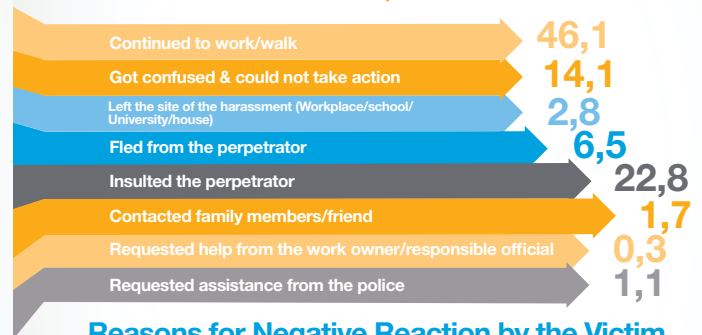 Continued to work/walk 46,1
Got confused & could not take action 14,1
Left the site of the harassment (Workplace/school/
University/house) 2,8
Fled from the perpetrator 6,5
Insulted the perpetrator 22,8
Contacted family members/friend 1,7
Requested help from the work owner/responsible official 0,3
Requested assistance from the police 1,1
Reasons for Negative Reaction by the Victim